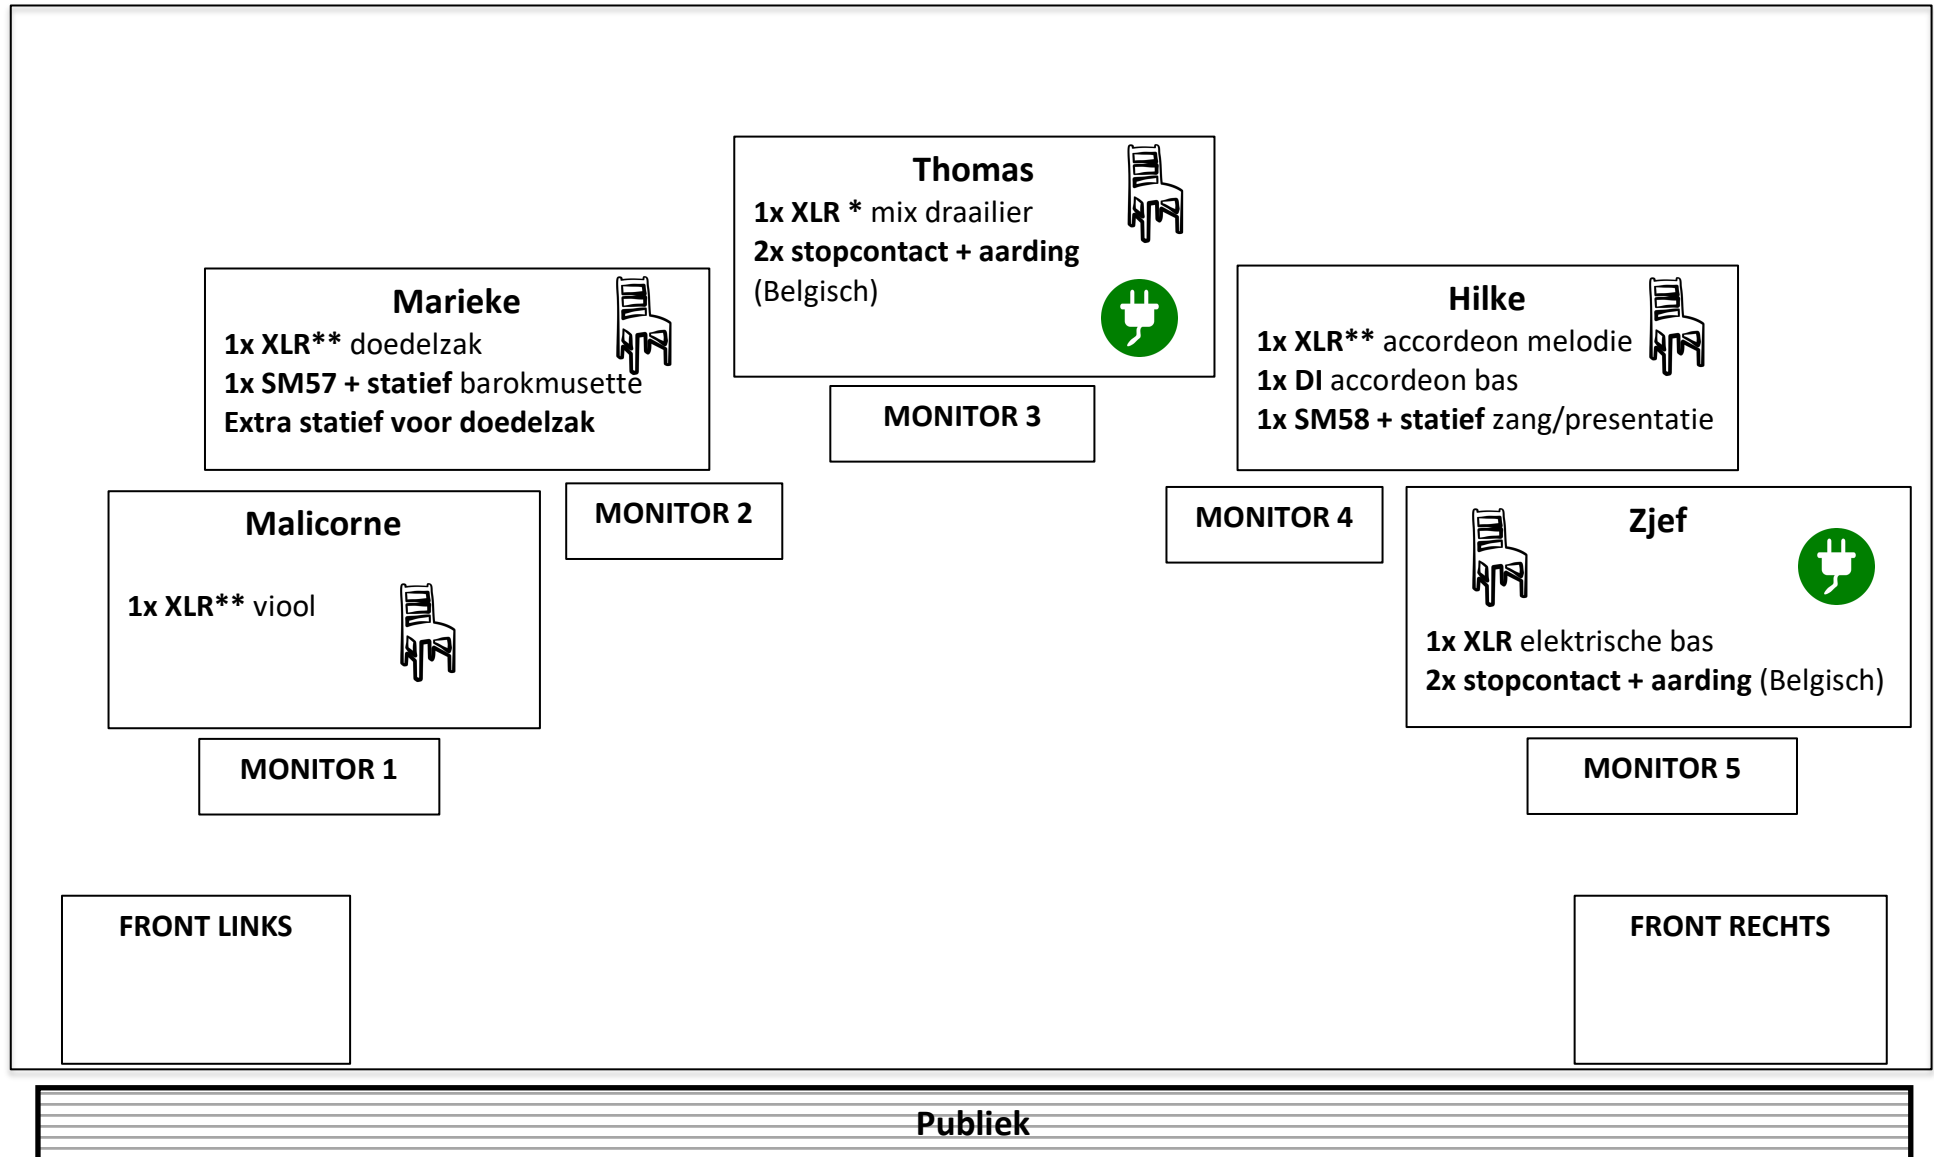 Thomas
1x XLR * mix draailier
2x stopcontact + aarding
(Belgisch)
MONITOR 3
Marieke
1x XLR** doedelzak
1x SM57 + statief barokmusette
Extra statief voor doedelzak
MONITOR 2
Hilke
1x XLR** accordeon melodie
1x DI accordeon bas
1x SM58 + statief zang/presentatie
MONITOR 4
Malicorne
1x XLR** viool
MONITOR 1
Zjef
1x XLR elektrische bas
2x stopcontact + aarding (Belgisch)
MONITOR 5
FRONT LINKS
FRONT RECHTS
Publiek